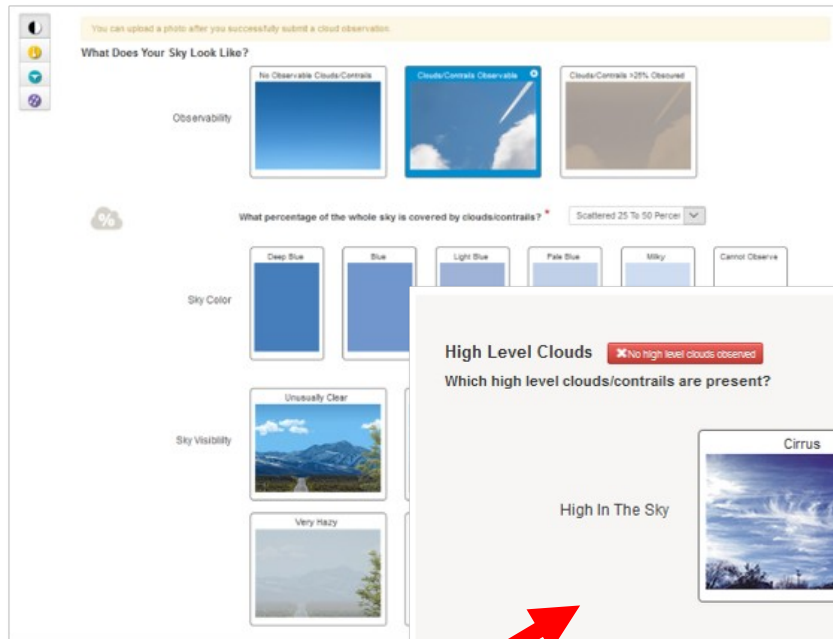 You can upload a photo after you successfully submit a cloud observation.
What Does Your Sky Look Like?
No Observable Clouds/Contrails
Clouds/Contrails Observable
Clouds/Contrails >25% Obscured
Observability
What percentage of the whole sky is covered by clouds/contrails? *
Scattered 25 To 50 Percen
Deep Blue
Blue
Light Blue
Pale Blue
Milky
Cannot Observe
Sky Color
Unusually Clear
Sky Visibility
Very Hazy
High Level Clouds
No high level clouds observed
Which high level clouds/contrails are present?
Cirrus
High In The Sky